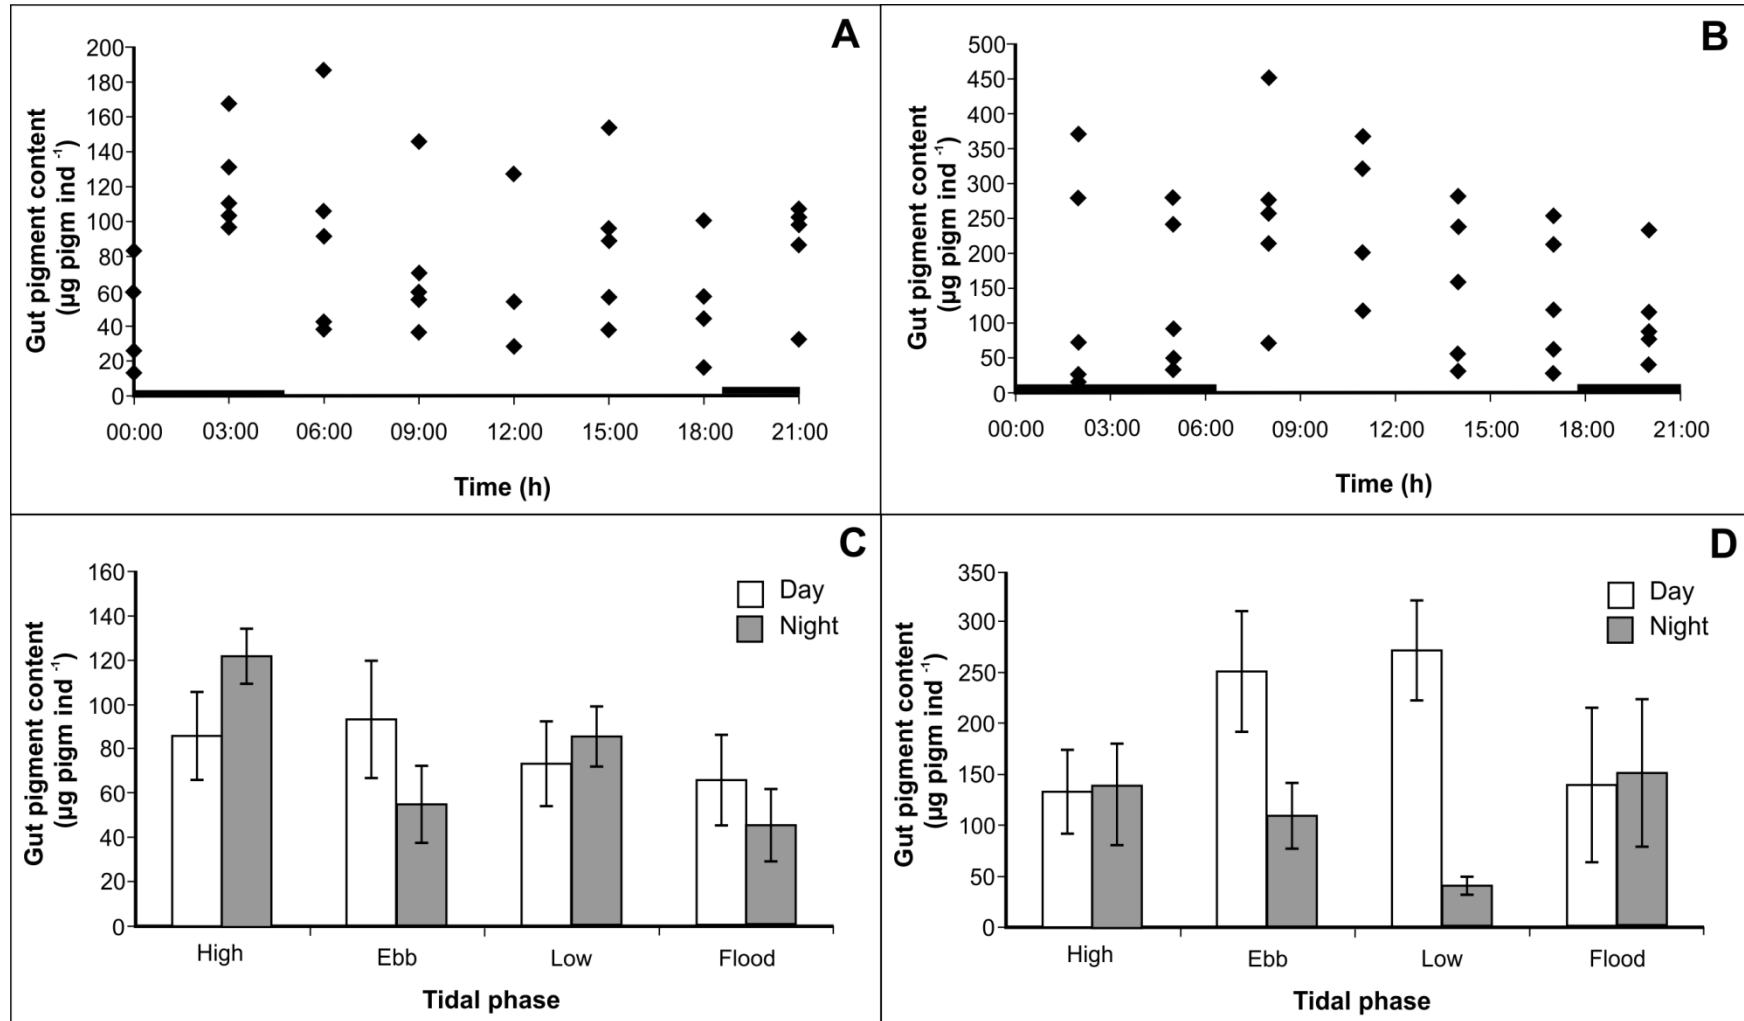 A
Gut pigment content
(µg pigm ind -1)
200
180
160
140
120
100
80
60
40
20
0
00:00 03:00 06:00 09:00 12:00 15:00 18:00 21:00
Time (h)
B
Gut pigment content
(µg pigm ind -1)
500
450
400
350
300
250
200
150
100
50
0
00:00 03:00 06:00 09:00 12:00 15:00 18:00 21:00
Time (h)
C
Gut pigment content
(µg pigm ind -1)
160
140
120
100
80
60
40
20
0
Day
Night
High Ebb Low Flood
Tidal phase
D
Gut pigment content
(µg pigm ind -1)
350
300
250
200
150
100
50
0
Day
Night
High Ebb Low Flood
Tidal phase